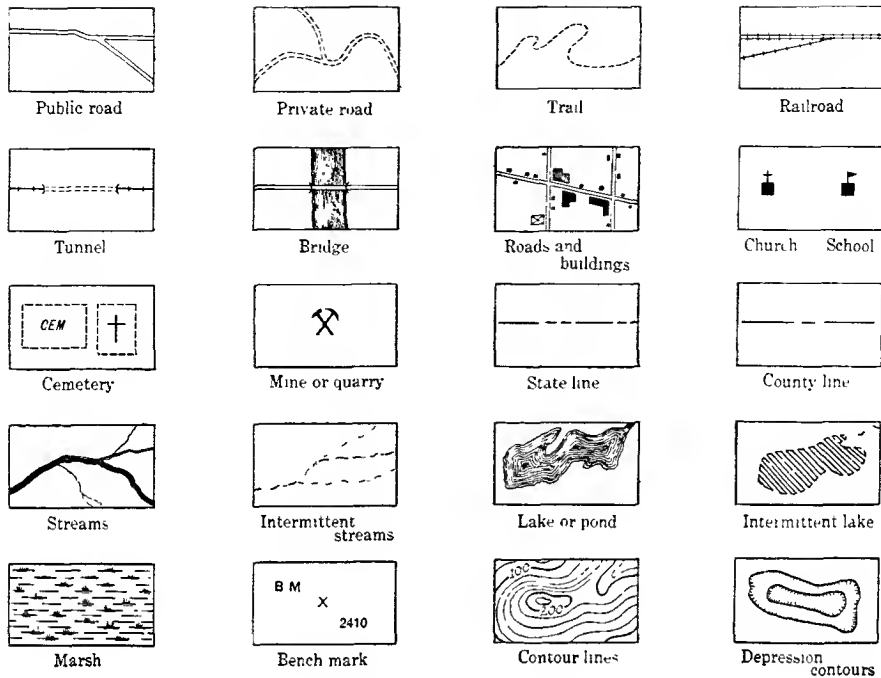 Public road
Private road
Trail
Railroad
Tunnel
Bridge
Roads and
buildings
Church
School
CEM
Cemetery
Mine or quarry
State line
County line
Streams
Intermittent
streams
Lake or pond
Intermittent lake
BM
2410
100
Marsh
Bench mark
Contour lines
Depression
contours